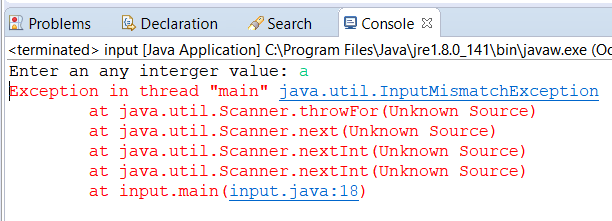 Problems Declaration Search Console
<terminated> input [Java Application] C:\Program Files\Java\jre1.8.0_141\bin\javaw.exe (Oc
Enter an any interger value: a
Exception in thread "main" java.util.InputMismatchException
at java.util.Scanner.throwFor(Unknown Source)
at java.util.Scanner.next(Unknown Source)
at java.util.Scanner.nextInt(Unknown Source)
at java.util.Scanner.nextInt(Unknown Source)
at input.main(input.java:18)